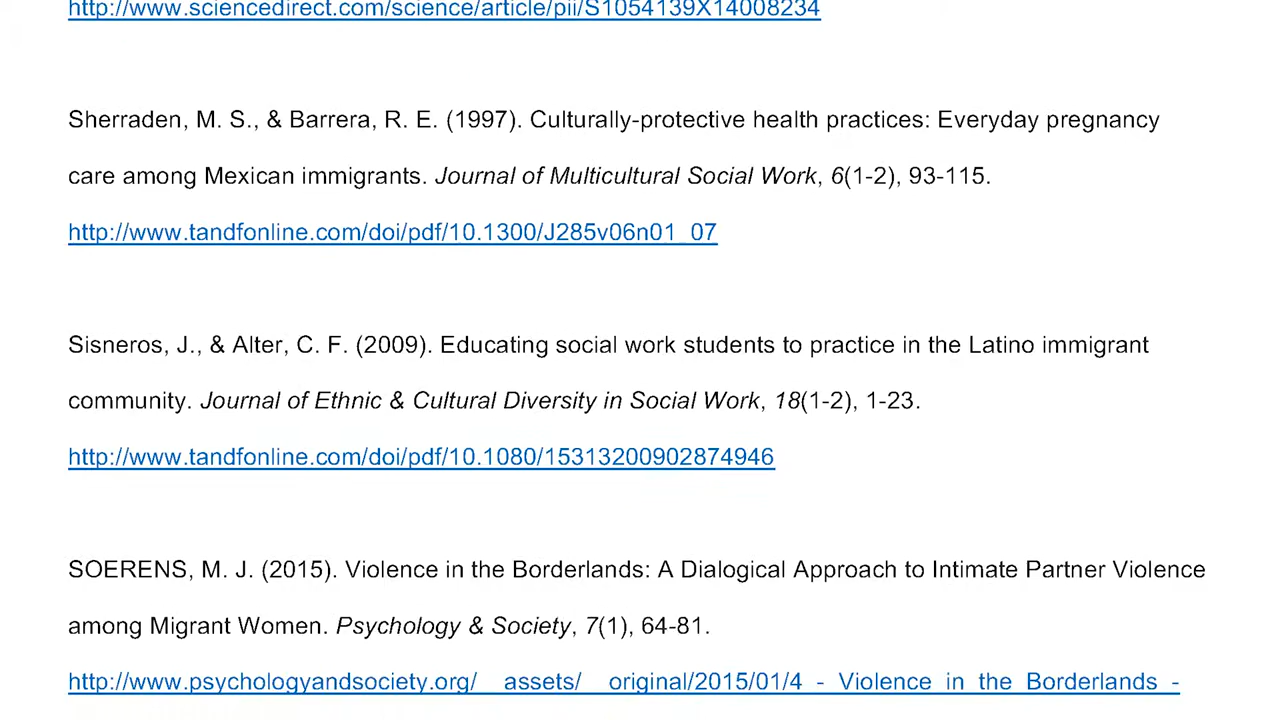 http://www.sciencedirect.com/science/article/pii/S1054139X14008234
Sherraden, M. S., & Barrera, R. E. (1997). Culturally-protective health practices: Everyday pregnancy
care among Mexican immigrants. Journal of Multicultural Social Work, 6(1-2), 93-115.
http://www.tandfonline.com/doi/pdf/10.1300/J285v06n01_07
Sisneros, J., & Alter, C. F. (2009). Educating social work students to practice in the Latino immigrant
community. Journal of Ethnic & Cultural Diversity in Social Work, 18(1-2), 1-23.
http://www.tandfonline.com/doi/pdf/10.1080/15313200902874946
SOERENS, M. J. (2015). Violence in the Borderlands: A Dialogical Approach to Intimate Partner Violence
among Migrant Women. Psychology & Society, 7(1), 64-81.
http://www.psychologyandsociety.org/__assets/__original/2015/01/4_-_Violence_in_the_Borderlands_-